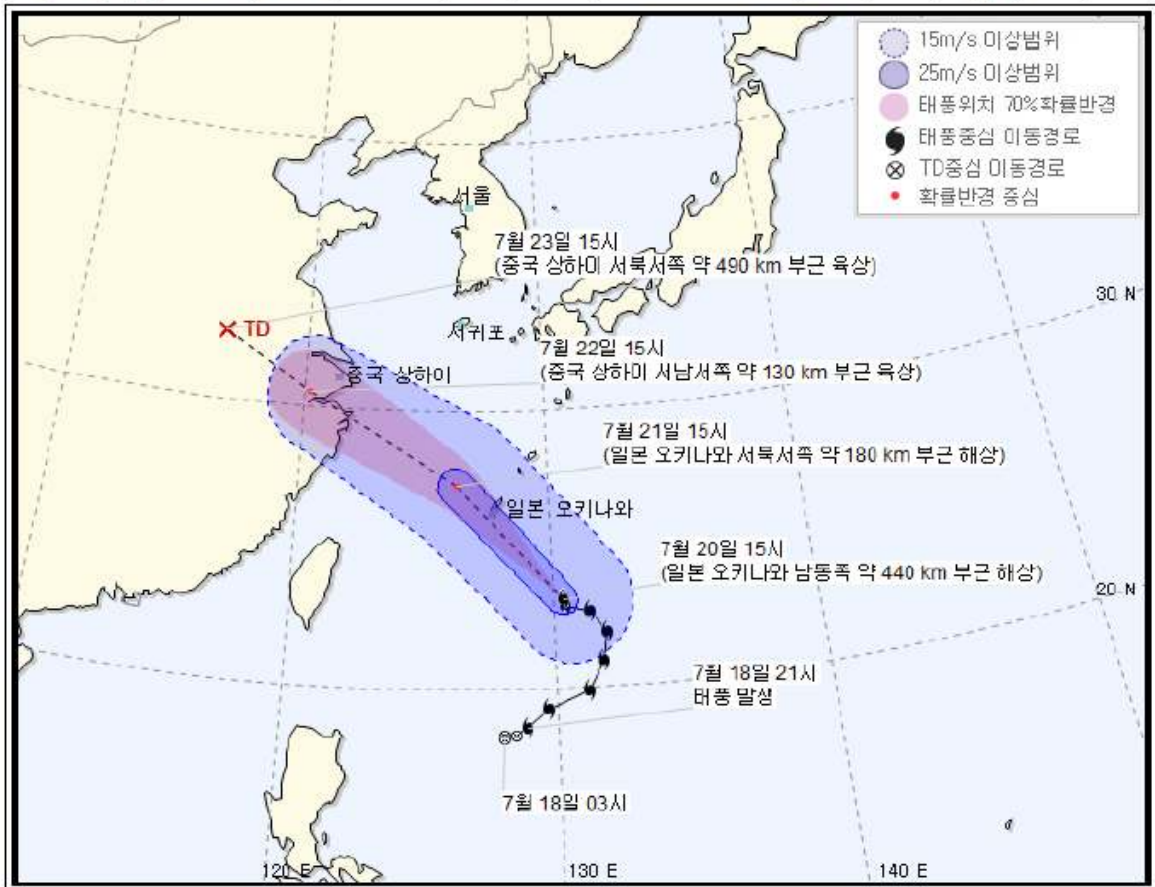 15m/s 이상범위
25m/s 이상범위
태풍위치 70%확률반경
태풍중심 이동경로
TD중심 이동경로
확률반경 중심
서울
7월 23일 15시
(중국 상하이 서북서쪽 약 490 km 부근 육상)
30 N
TD
서귀포
7월 22일 15시
중국 상하이
(중국 상하이 서남서쪽 약 130 km 부근 육상)
7월 21일 15시
(일본 오키나와 서북서쪽 약 180 km 부근 해상)
일본 오키나와
7월 20일 15시
(일본 오키나와 남동쪽 약 440 km 부근 해상)
20 N
7월 18일 21시
태풍 발생
7월 18일 03시
120 E
130 E
140 E